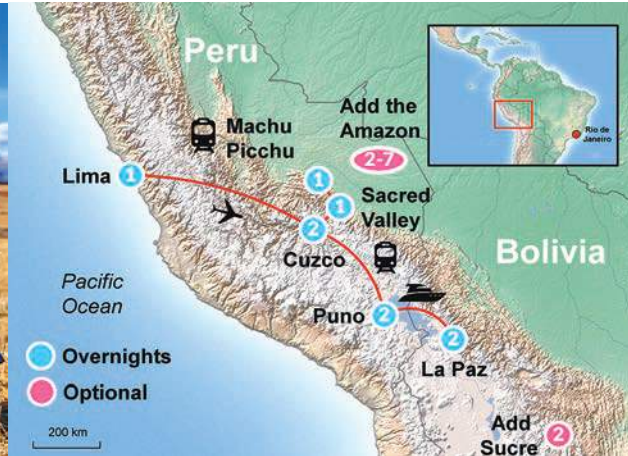 Peru
Add the
Amazon
2-7
Rio de
Janeiro
Machu
Picchu
Lima
1
1
1
Sacred
Valley
2
Cuzco
Bolivia
Pacific
Ocean
Puno
2
2
La Paz
Overnights
Optional
Add
Sucre
2
200 km